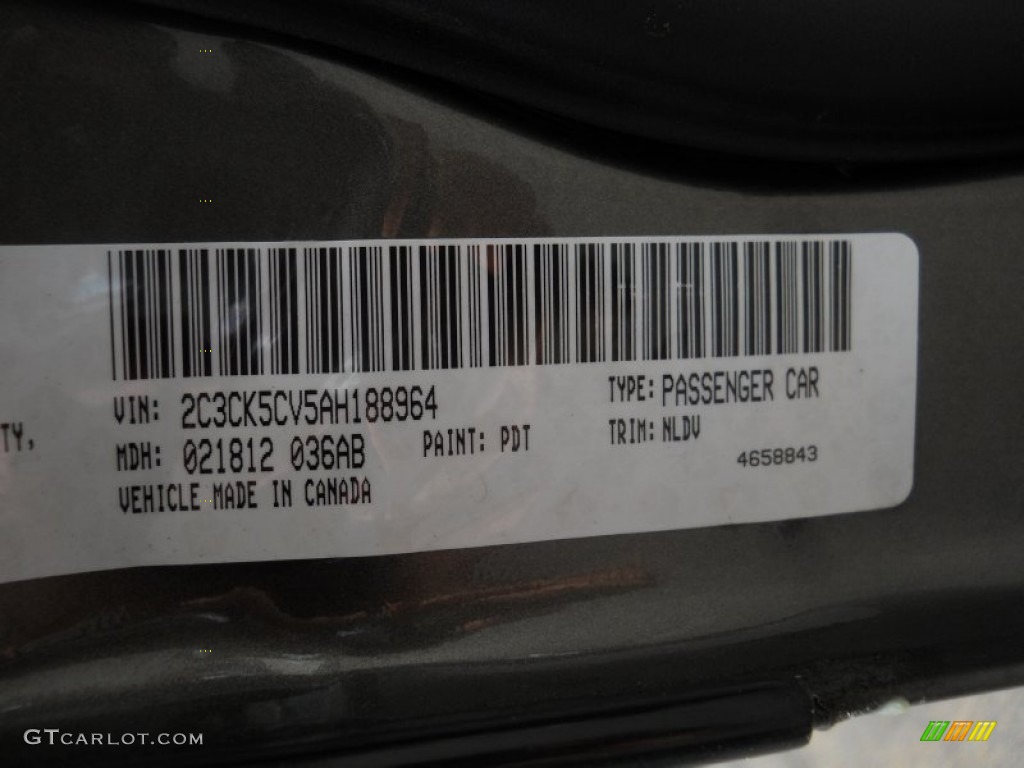 VIN: 2C3CK5CV5AH188964
TYPE: PASSENGER CAR
TY,
MDH: 021812 036AB
PAINT: PDT
TRIM: NLDV
4658843
VEHICLE MADE IN CANADA
GTCARLOT.COM